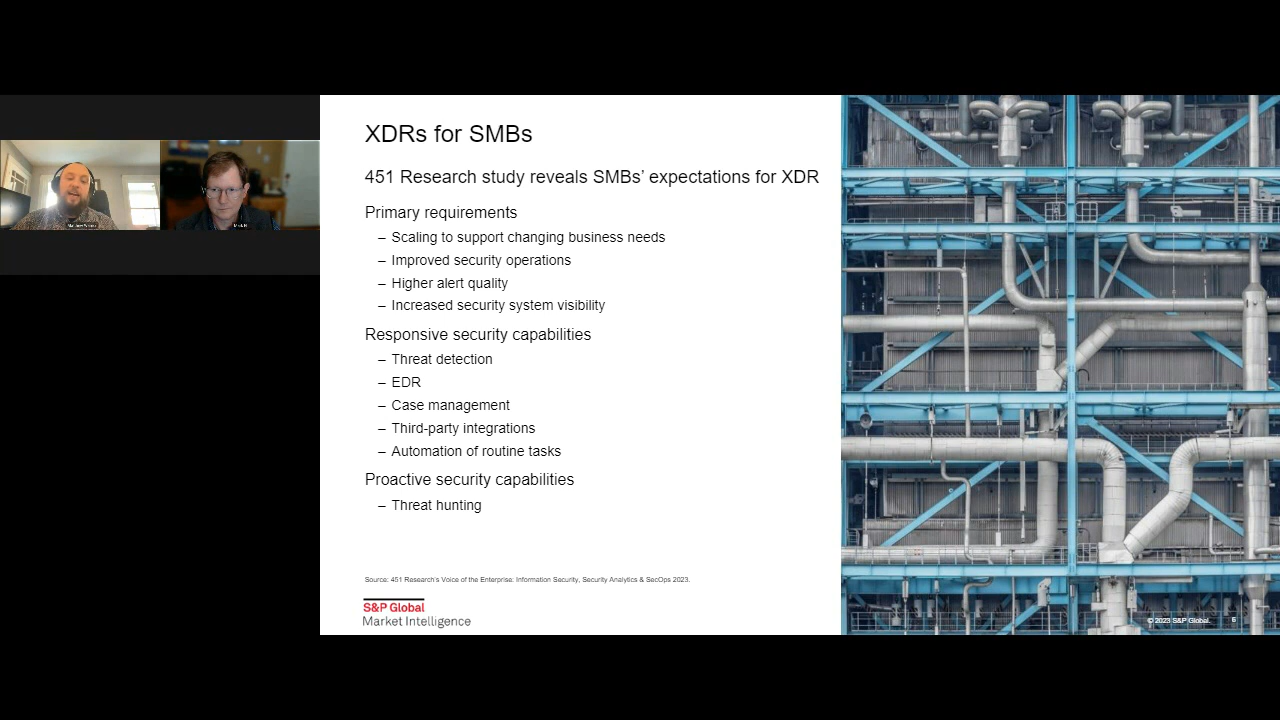 XDRs for SMBs
451 Research study reveals SMBs’ expectations for XDR
Primary requirements
– Scaling to support changing business needs
– Improved security operations
– Higher alert quality
– Increased security system visibility
Responsive security capabilities
– Threat detection
– EDR
– Case management
– Third-party integrations
– Automation of routine tasks
Proactive security capabilities
– Threat hunting
Source: 451 Research’s Voice of the Enterprise: Information Security, Security Analytics & SecOps 2023.
S&P Global
Market Intelligence
© 2023 S&P Global.
6